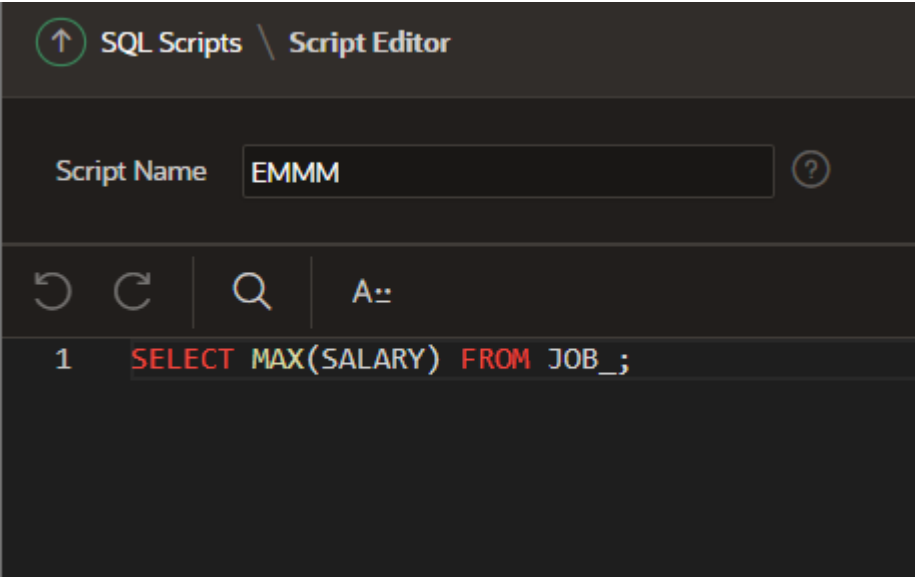 SQL Scripts \ Script Editor
Script Name EMMM ?
A
1 SELECT MAX(SALARY) FROM JOB_;